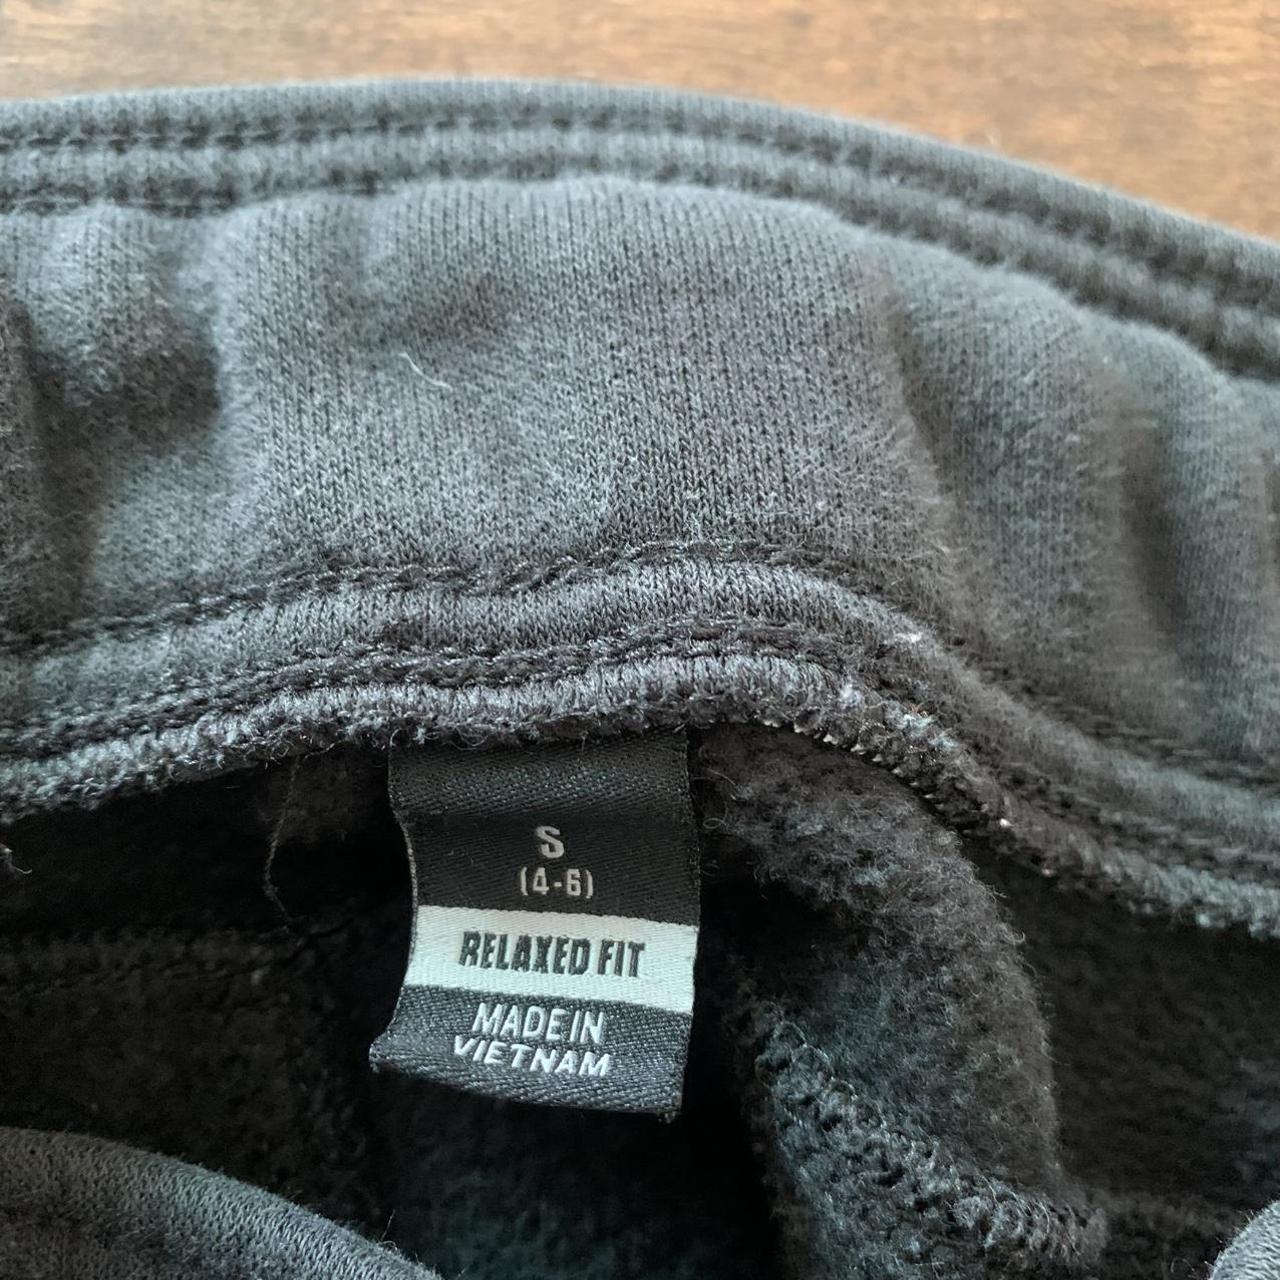 S
(4-6)
RELAXED FIT
MADE IN
VIETNAM